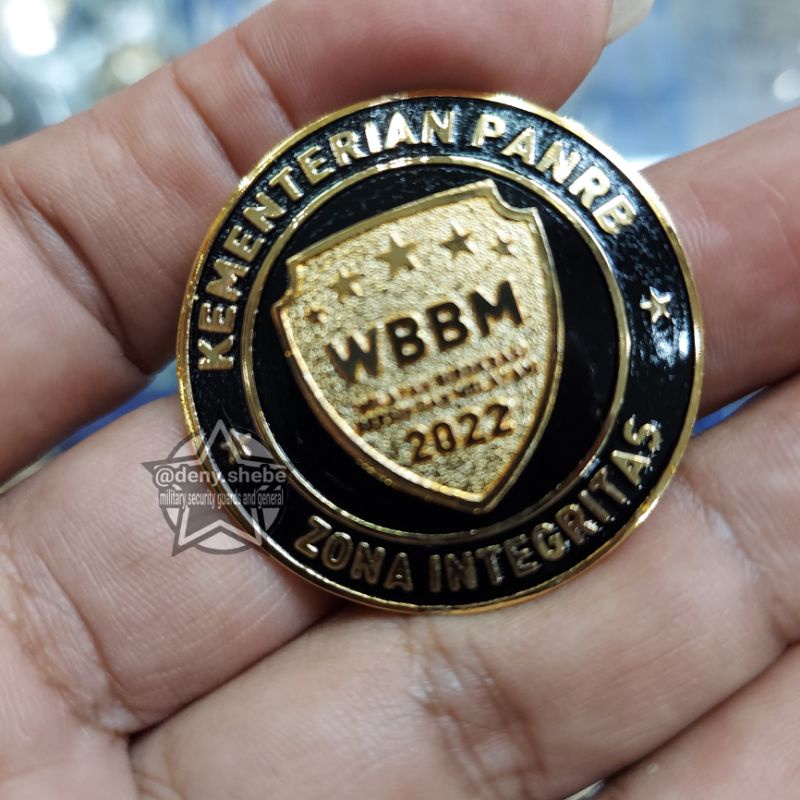 KEMENTERIAN PANRB
WBBM
2022
ZONA INTEGRITAS
@deny.shebe
military security guards and general